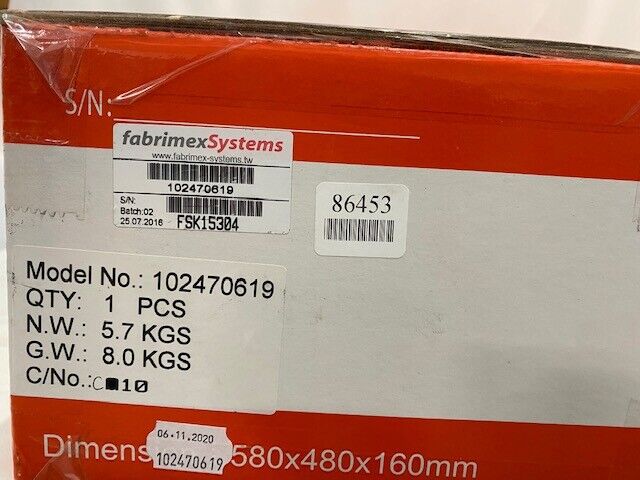 S/N:
fabrimexSystems
www.fabrimex-systems.tw
102470619
S/N:
Batch:02
25.07.2016
FSK15304
86453
Model No.: 102470619
QTY: 1 PCS
N.W.: 5.7 KGS
G.W.: 8.0 KGS
C/No.:C 10
06.11.2020
102470619
Dimens 580x480x160mm